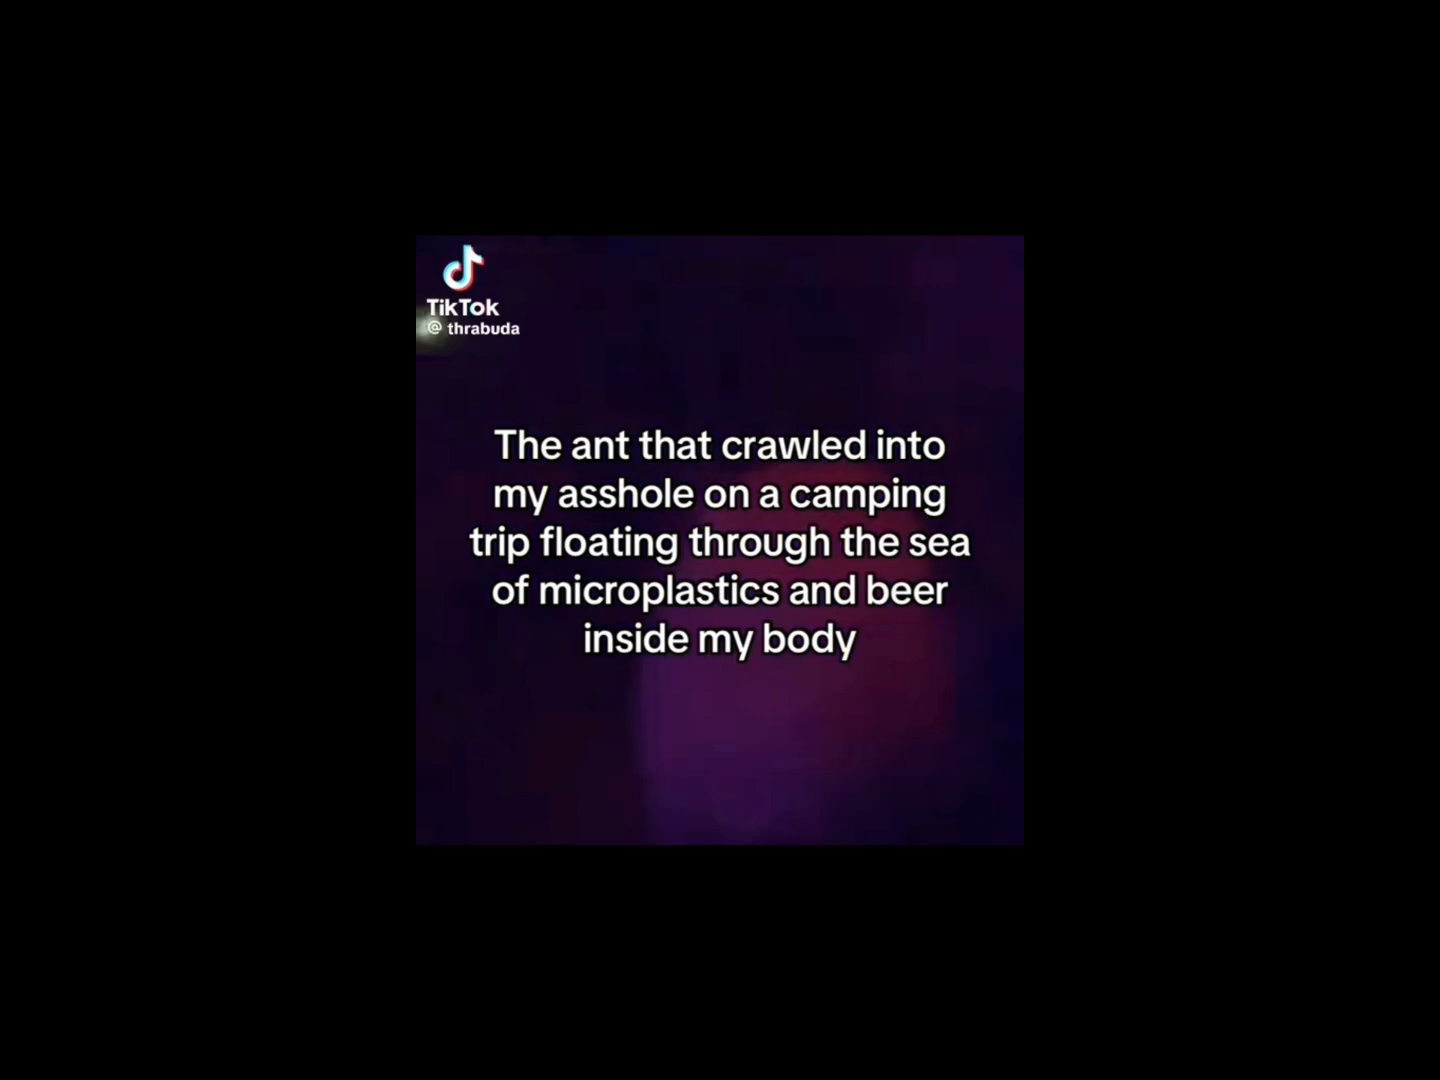 TikTok
@ thrabuda
The ant that crawled into
my asshole on a camping
trip floating through the sea
of microplastics and beer
inside my body